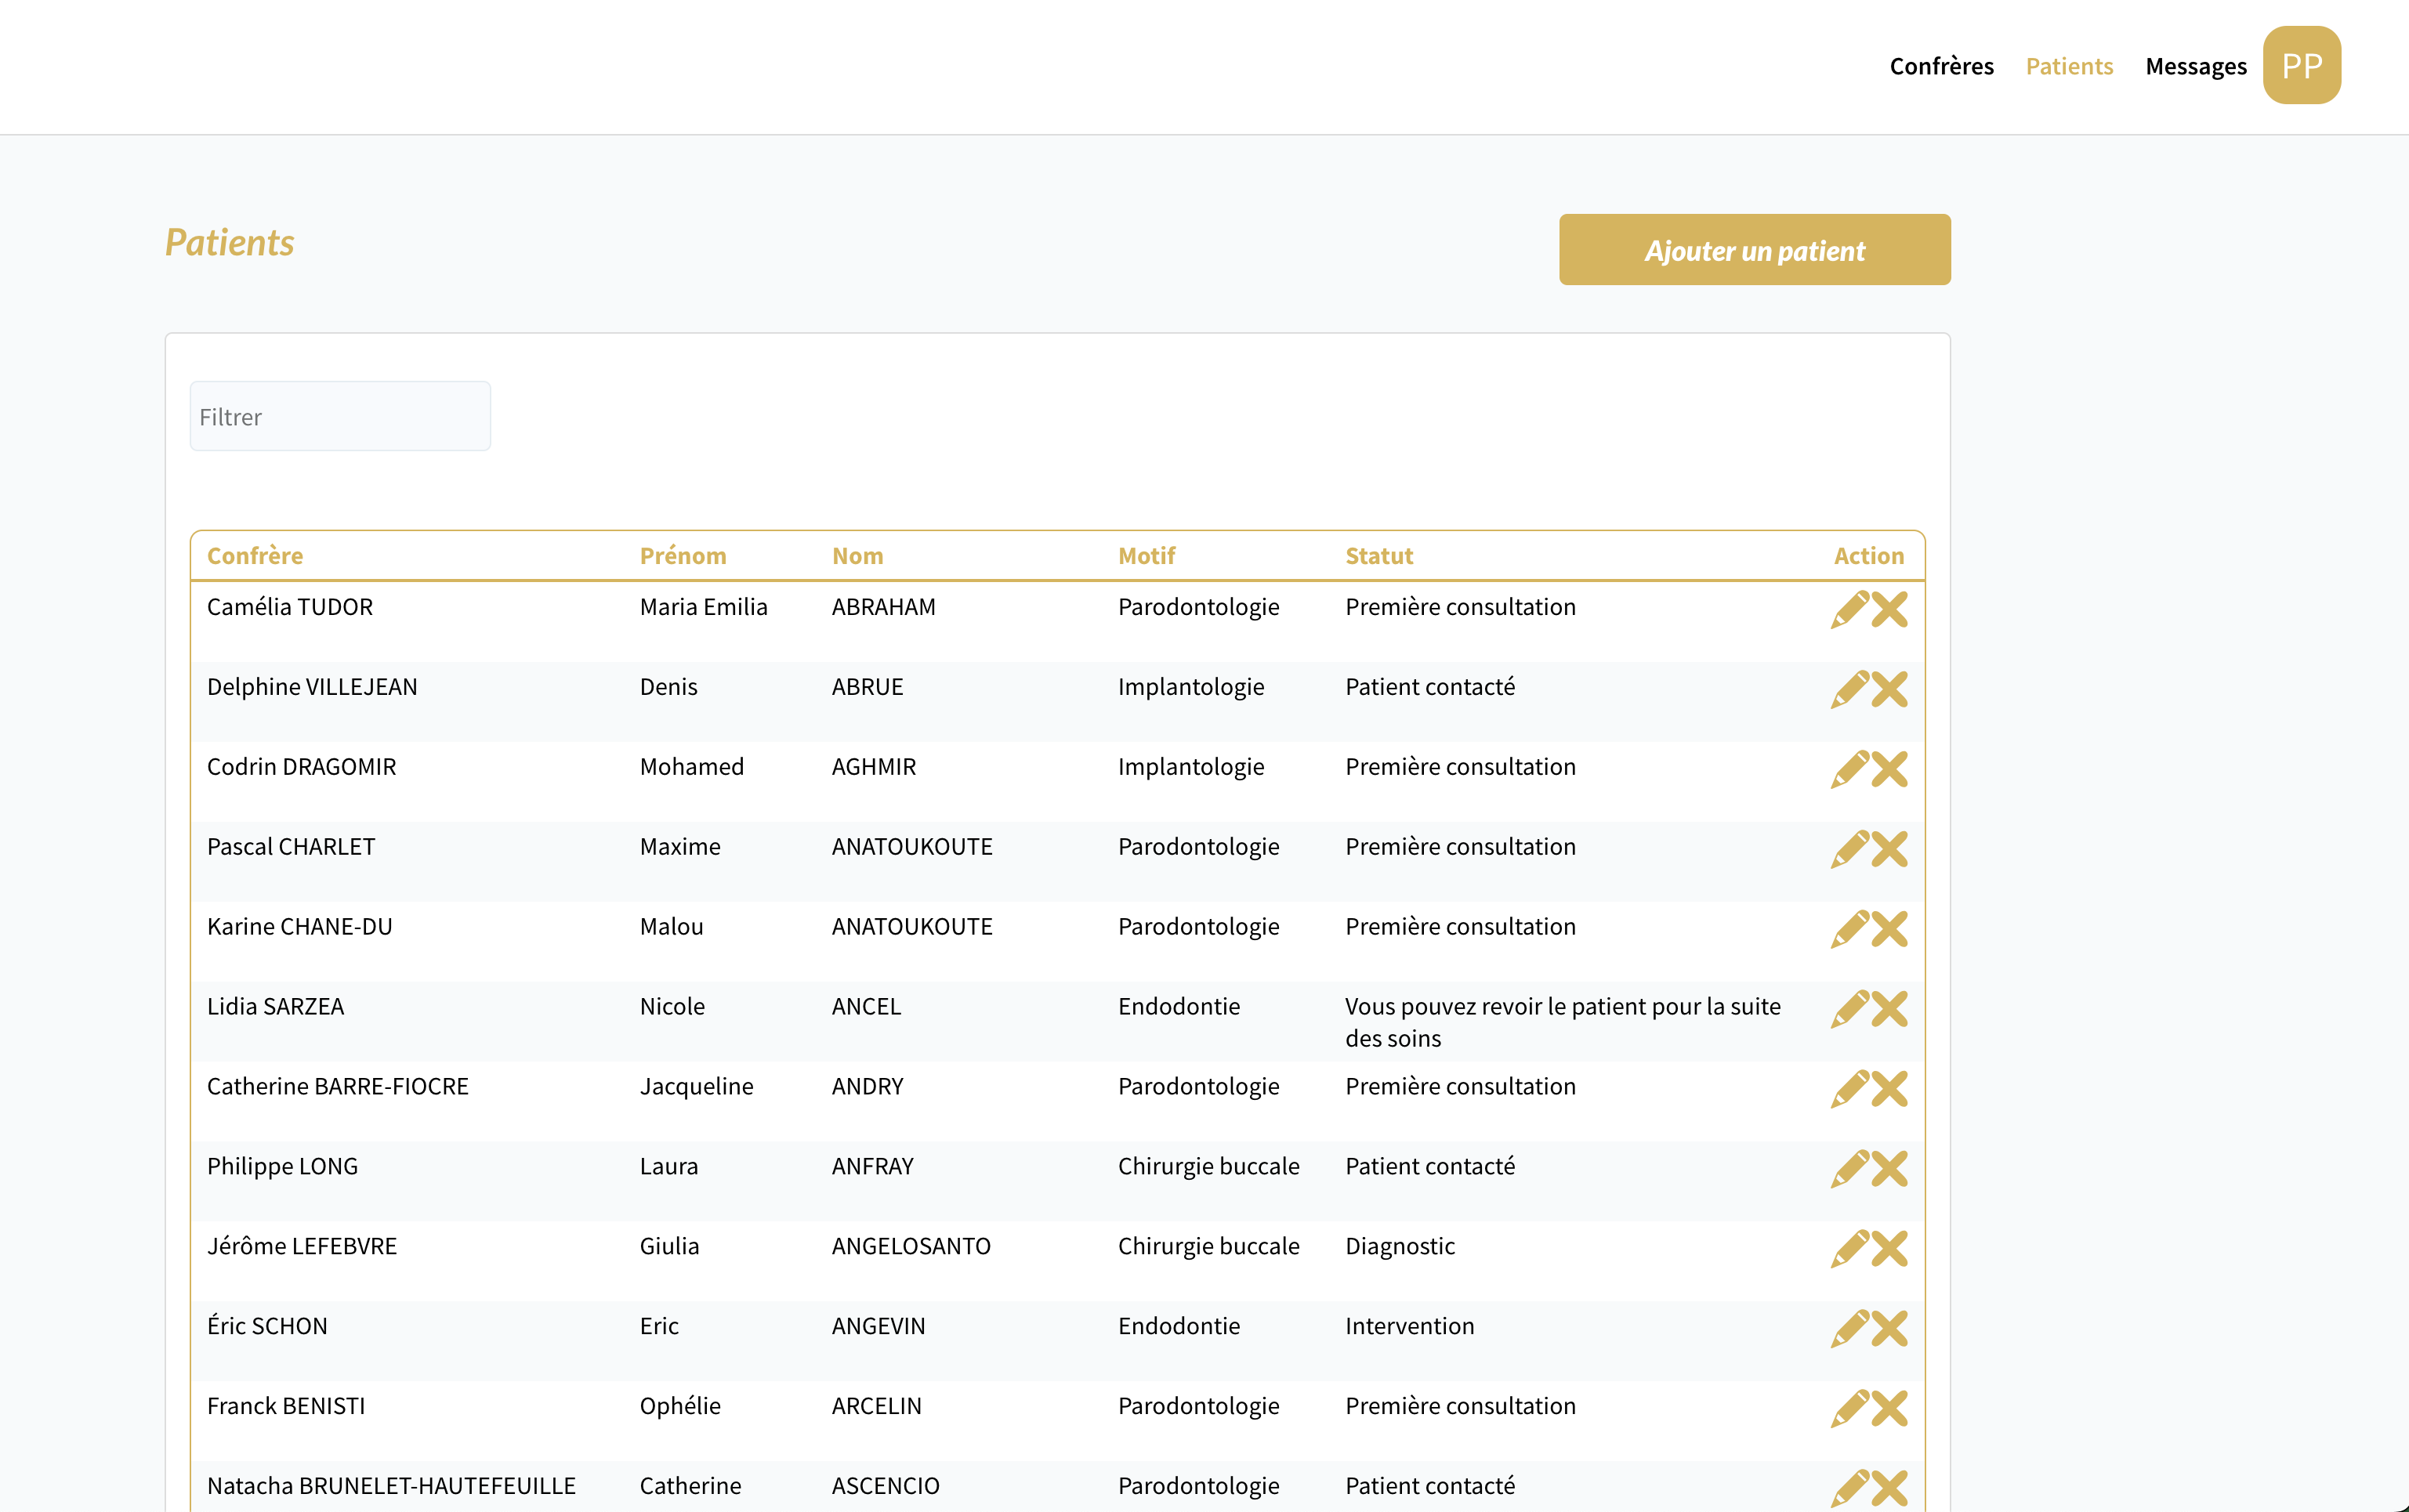 Confrères Patients Messages PP
Patients
Ajouter un patient
Filtrer
Confrère Prénom Nom Motif Statut Action
Camélia TUDOR Maria Emilia ABRAHAM Parodontologie Première consultation
Delphine VILLEJEAN Denis ABRUE Implantologie Patient contacté
Codrin DRAGOMIR Mohamed AGHMIR Implantologie Première consultation
Pascal CHARLET Maxime ANATOUKOUTE Parodontologie Première consultation
Karine CHANE-DU Malou ANATOUKOUTE Parodontologie Première consultation
Lidia SARZEA Nicole ANCEL Endodontie Vous pouvez revoir le patient pour la suite
des soins
Catherine BARRE-FIOCRE Jacqueline ANDRY Parodontologie Première consultation
Philippe LONG Laura ANFRAY Chirurgie buccale Patient contacté
Jérôme LEFEBVRE Giulia ANGELOSANTO Chirurgie buccale Diagnostic
Éric SCHON Eric ANGEVIN Endodontie Intervention
Franck BENISTI Ophélie ARCELIN Parodontologie Première consultation
Natacha BRUNELET-HAUTEFEUILLE Catherine ASCENCIO Parodontologie Patient contacté